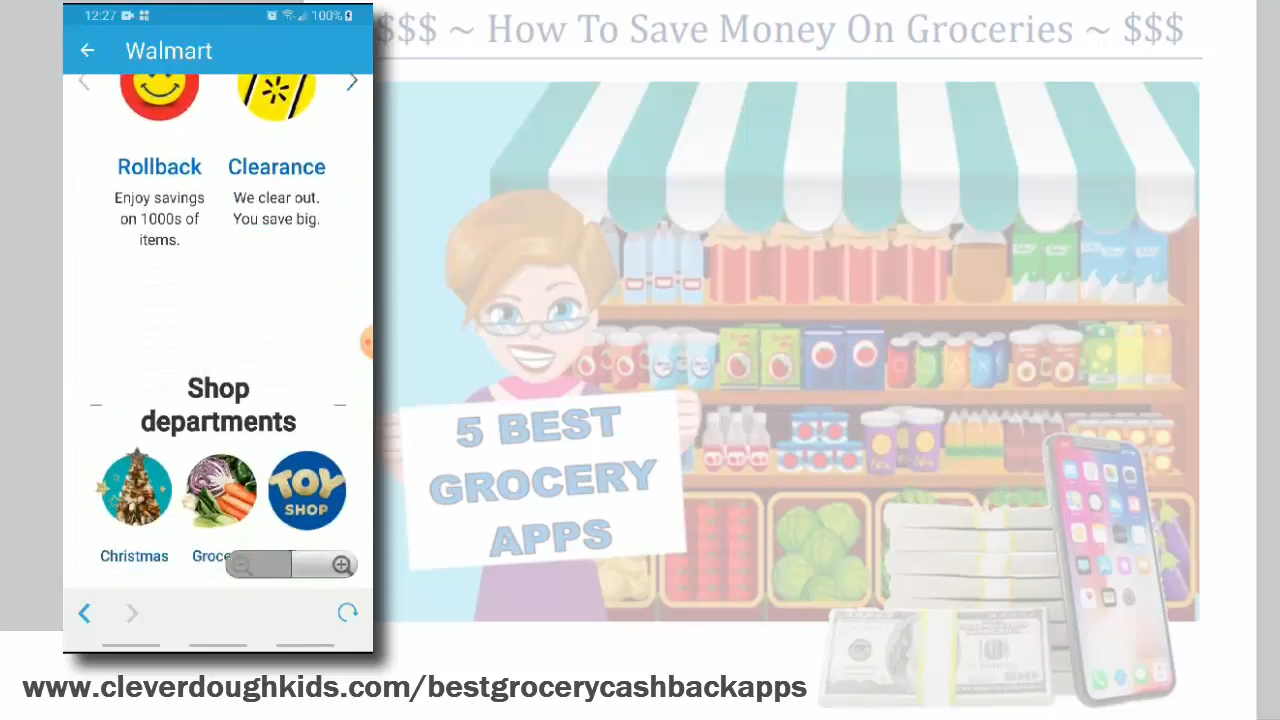 12:27
100%
Walmart
$$$ ~ How To Save Money On Groceries ~ $$$
Rollback
Clearance
Enjoy savings
on 1000s of
items.
We clear out.
You save big.
Shop
departments
TOY
SHOP
Christmas
Groce
5 BEST
GROCERY
APPS
www.cleverdoughkids.com/bestgrocerycashbackapps